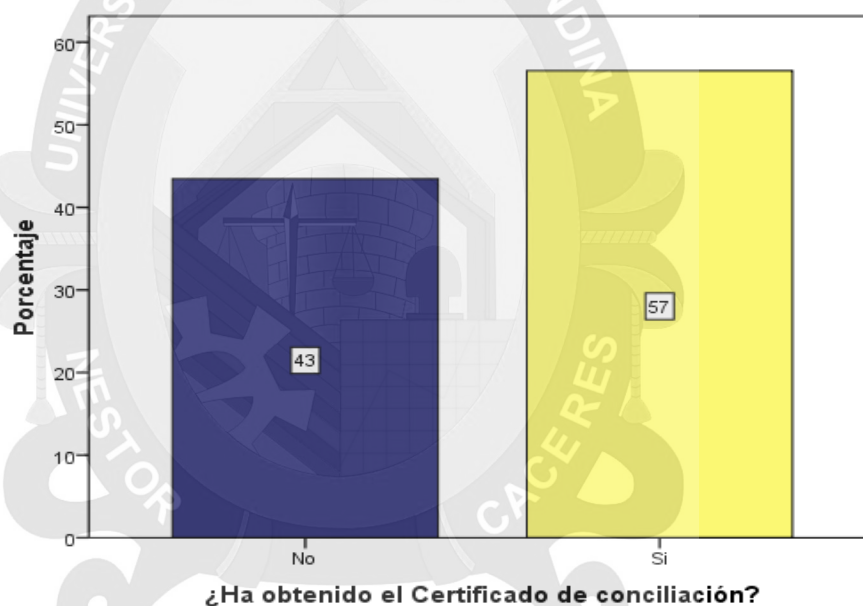 UNIVERS
ANDINA
NESTOR
CACERES
Porcentaje
60
50
40
30
20
10
0
43
57
No
Si
¿Ha obtenido el Certificado de conciliación?